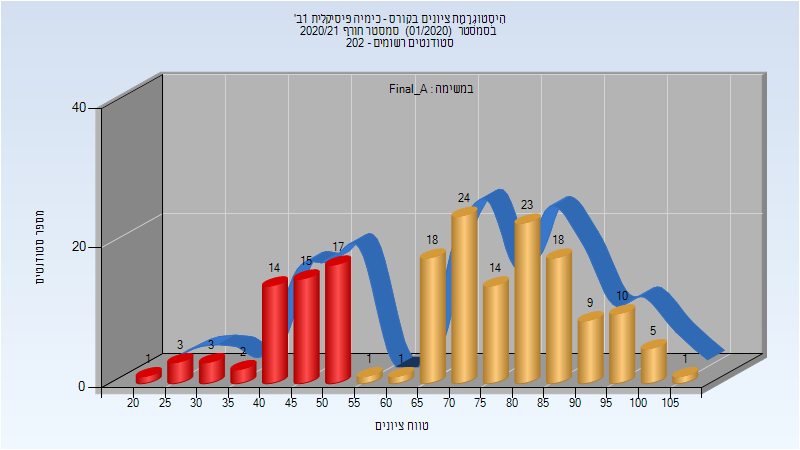 היסטוגרמת ציונים בקורס - כימיה פיסיקלית 1ב'
בסמסטר (01/2020) סמסטר חורף 2020/21
סטודנטים רשומים - 202
במשימה : Final_A
מספר סטודנטים
40
20
0
1 3 3 2 14 15 17 1 1 18 24 14 23 18 9 10 5 1
20 25 30 35 40 45 50 55 60 65 70 75 80 85 90 95 100 105
טווח ציונים